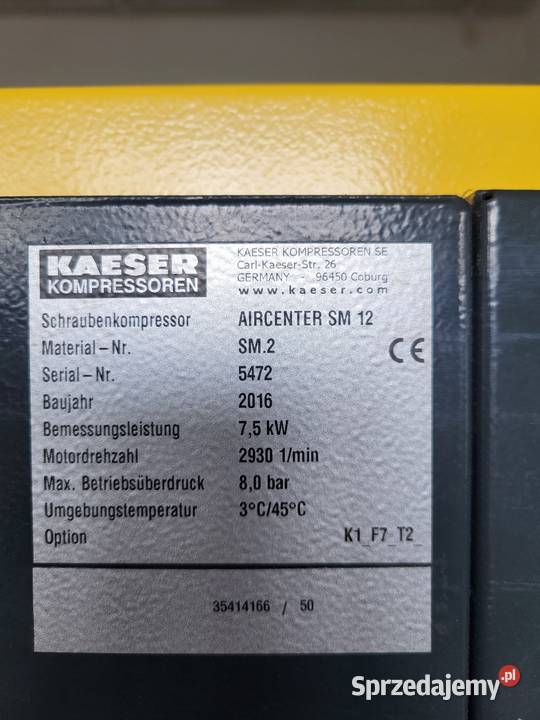 KAESER
KOMPRESSOREN
KAESER KOMPRESSOREN SE
Carl-Kaeser-Str. 26
GERMANY - 96450 Coburg
www.kaeser.com
Schraubenkompressor AIRCENTER SM 12
Material-Nr. SM.2
CE
Serial-Nr. 5472
Baujahr 2016
Bemessungsleistung 7,5 kW
Motordrehzahl 2930 1/min
Max. Betriebsüberdruck 8,0 bar
Umgebungstemperatur 3°C/45°C
Option K1_F7_T2_
35414166 / 50
Sprzedajemy.pl